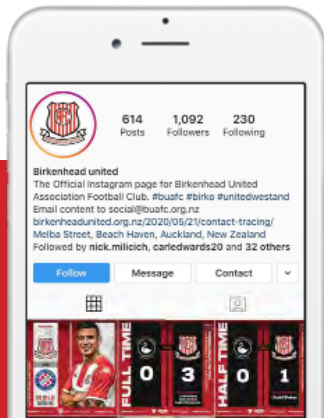 614 1,092 230
Posts Followers Following
Birkenhead united
The Official Instagram page for Birkenhead United
Association Football Club. #buafc #birko #unitedwestand
Email content to social@buafc.org.nz
birkenheadunited.org.nz/2020/05/21/contact-tracing/
Melba Street, Beach Haven, Auckland, New Zealand
Followed by nick.milicich, carledwards20 and 32 others
Follow Message Contact
FULL TIME
0 3
HALF TIME
0 1